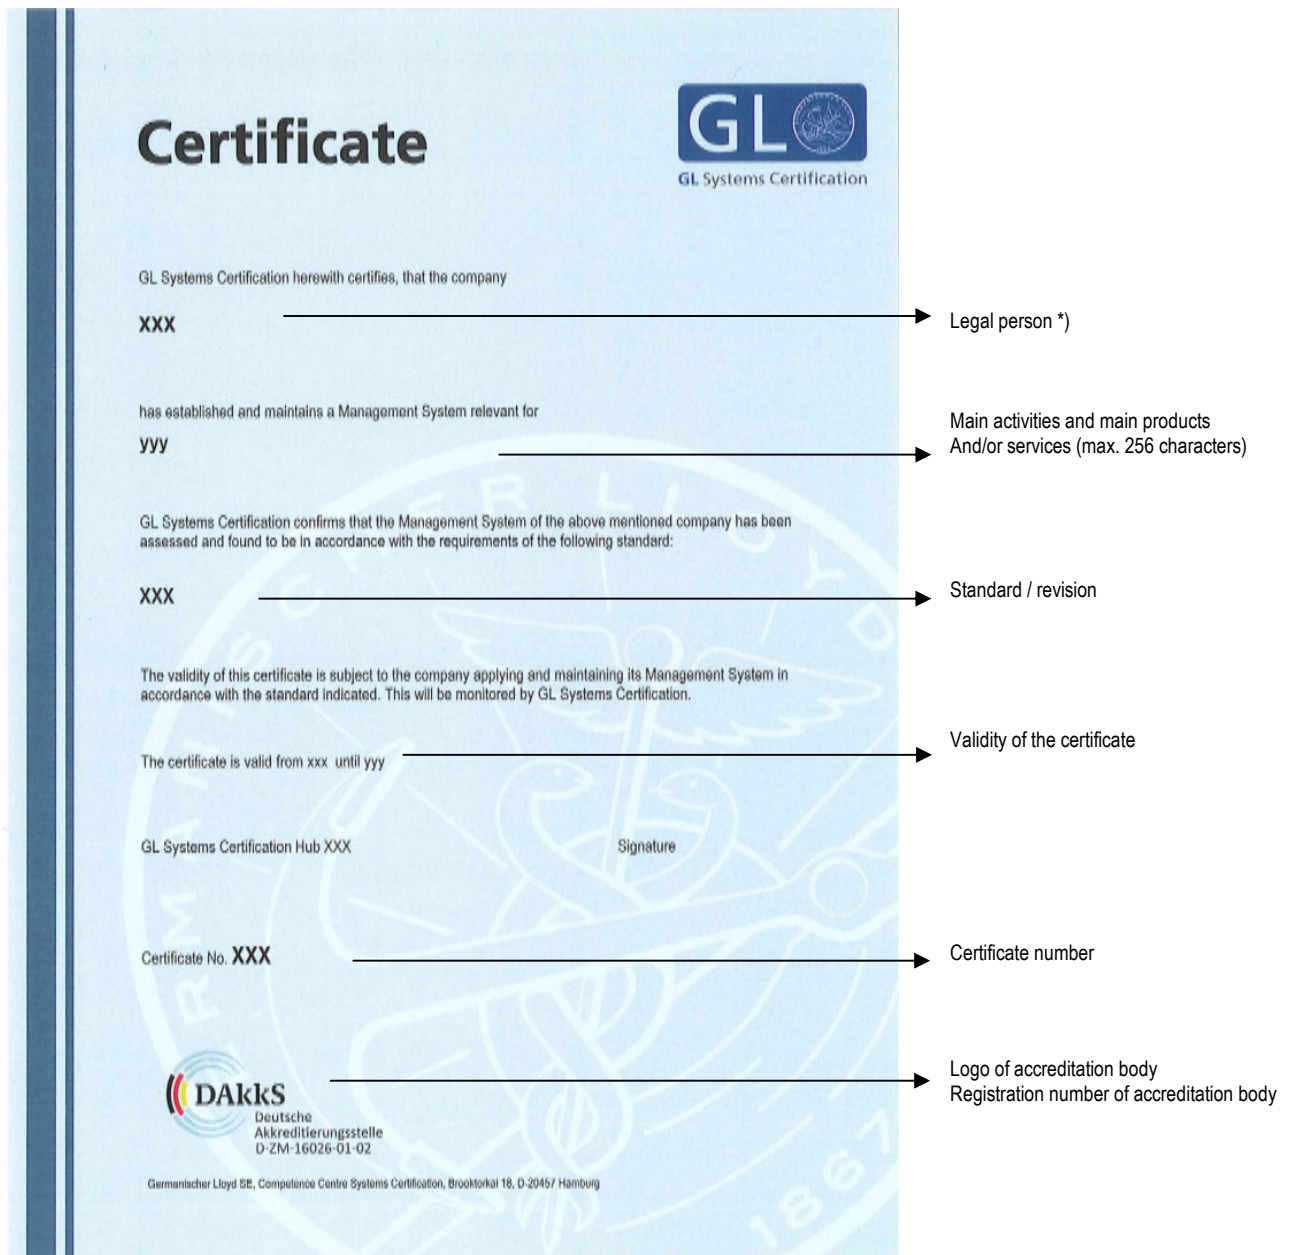 Certificate
GL
GL Systems Certification
GL Systems Certification herewith certifies, that the company
XXX
Legal person *)
has established and maintains a Management System relevant for
yyy
Main activities and main products
And/or services (max. 256 characters)
GL Systems Certification confirms that the Management System of the above mentioned company has been
assessed and found to be in accordance with the requirements of the following standard:
XXX
Standard / revision
The validity of this certificate is subject to the company applying and maintaining its Management System in
accordance with the standard indicated. This will be monitored by GL Systems Certification.
The certificate is valid from xxx until yyy
Validity of the certificate
GL Systems Certification Hub XXX
Signature
Certificate No. XXX
Certificate number
DAkkS
Deutsche
Akkreditierungsstelle
D-ZM-16026-01-02
Logo of accreditation body
Registration number of accreditation body
Germanischer Lloyd SE, Competence Centre Systems Certification, Brooktorkai 18, D-20457 Hamburg
RMANISCHER LLOYD
1867